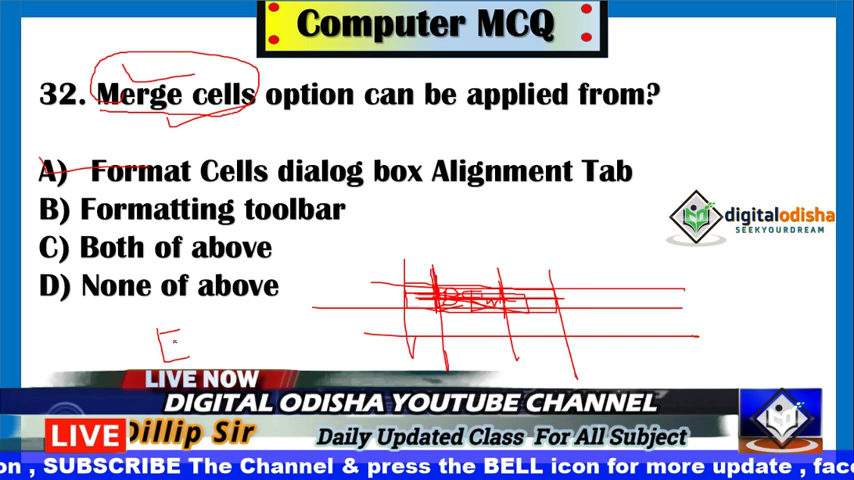 Computer MCQ
32. Merge cells option can be applied from?
A) Format Cells dialog box Alignment Tab
B) Formatting toolbar
C) Both of above
D) None of above
digitalodisha
SEEKYOURDREAM
E
LIVE NOW
DIGITAL ODISHA YOUTUBE CHANNEL
LIVE Dillip Sir Daily Updated Class For All Subject
on , SUBSCRIBE The Channel & press the BELL icon for more update , face